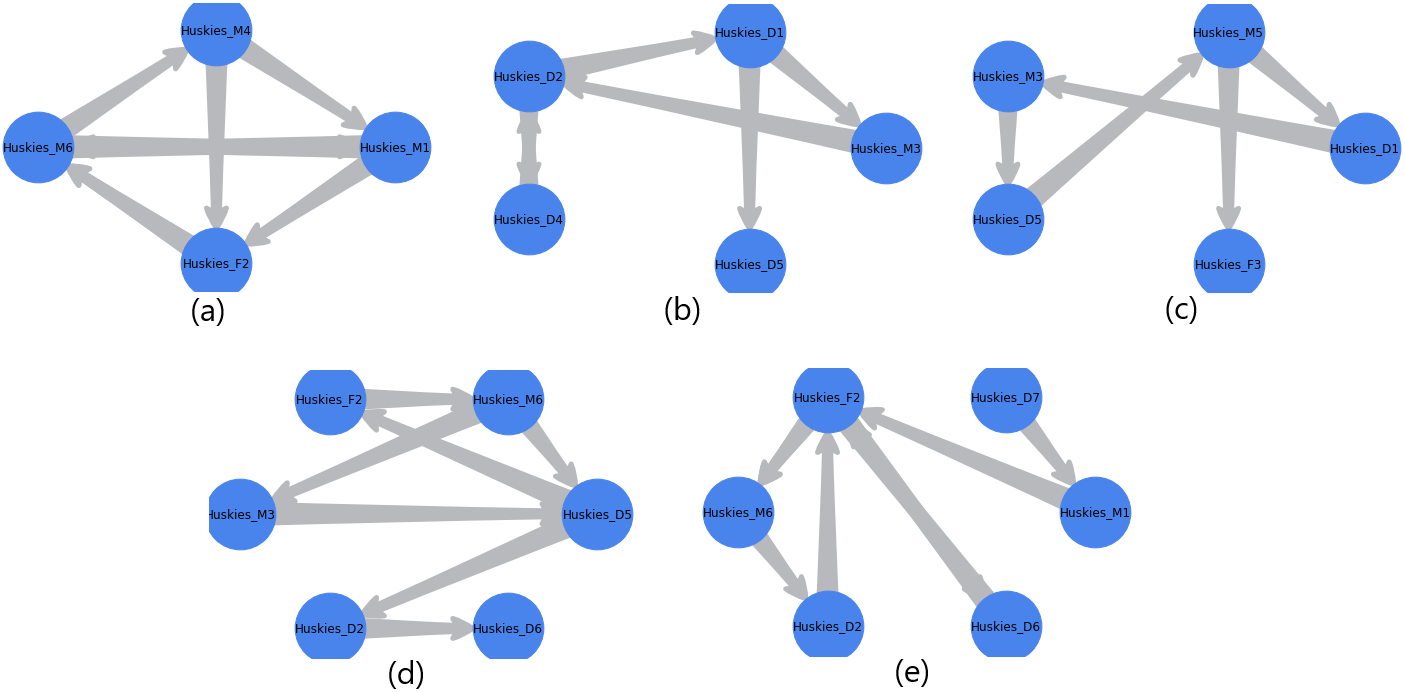 Huskies_M4
Huskies_M6
Huskies_M1
Huskies_F2
(a)
Huskies_D1
Huskies_D2
Huskies_M3
Huskies_D4
Huskies_D5
(b)
Huskies_M5
Huskies_M3
Huskies_D1
Huskies_D5
Huskies_F3
(c)
Huskies_F2
Huskies_M6
Huskies_M3
Huskies_D5
Huskies_D2
Huskies_D6
(d)
Huskies_F2
Huskies_D7
Huskies_M6
Huskies_M1
Huskies_D2
Huskies_D6
(e)